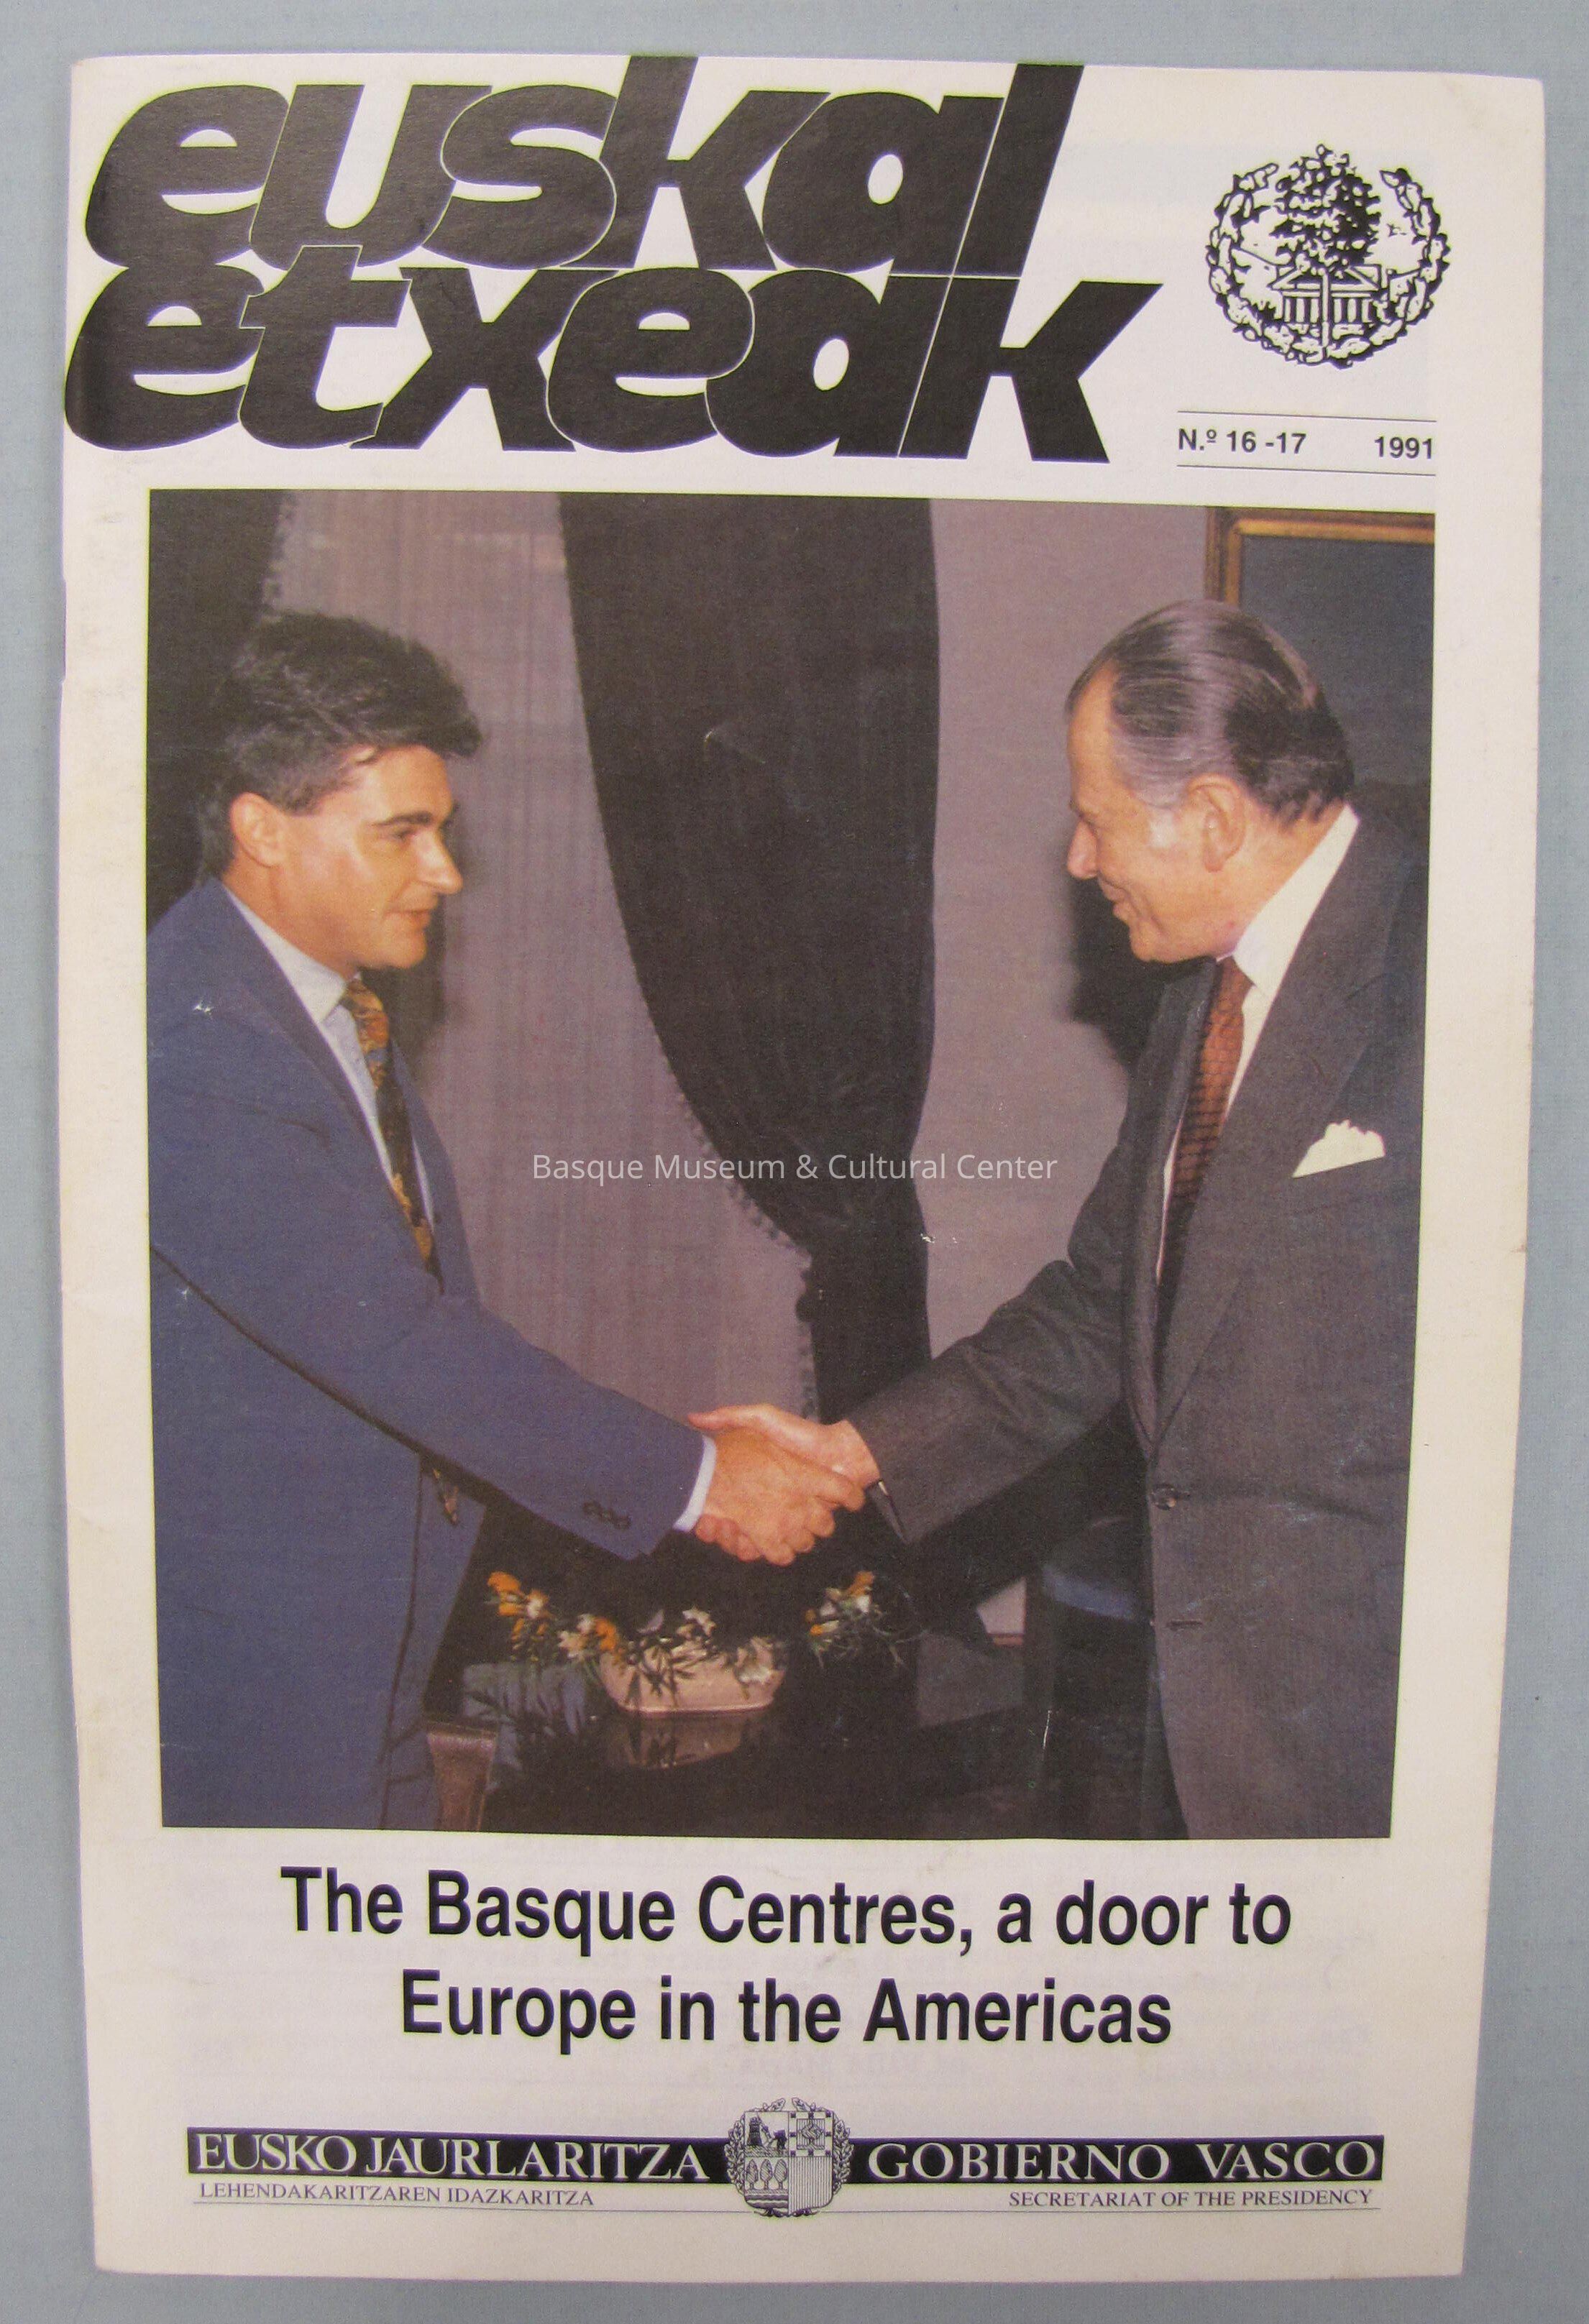 euskal
etxeak
N.º 16 -17 1991
Basque Museum & Cultural Center
The Basque Centres, a door to
Europe in the Americas
EUSKO JAURLARITZA GOBIERNO VASCO
LEHENDAKARITZAREN IDAZKARITZA SECRETARIAT OF THE PRESIDENCY